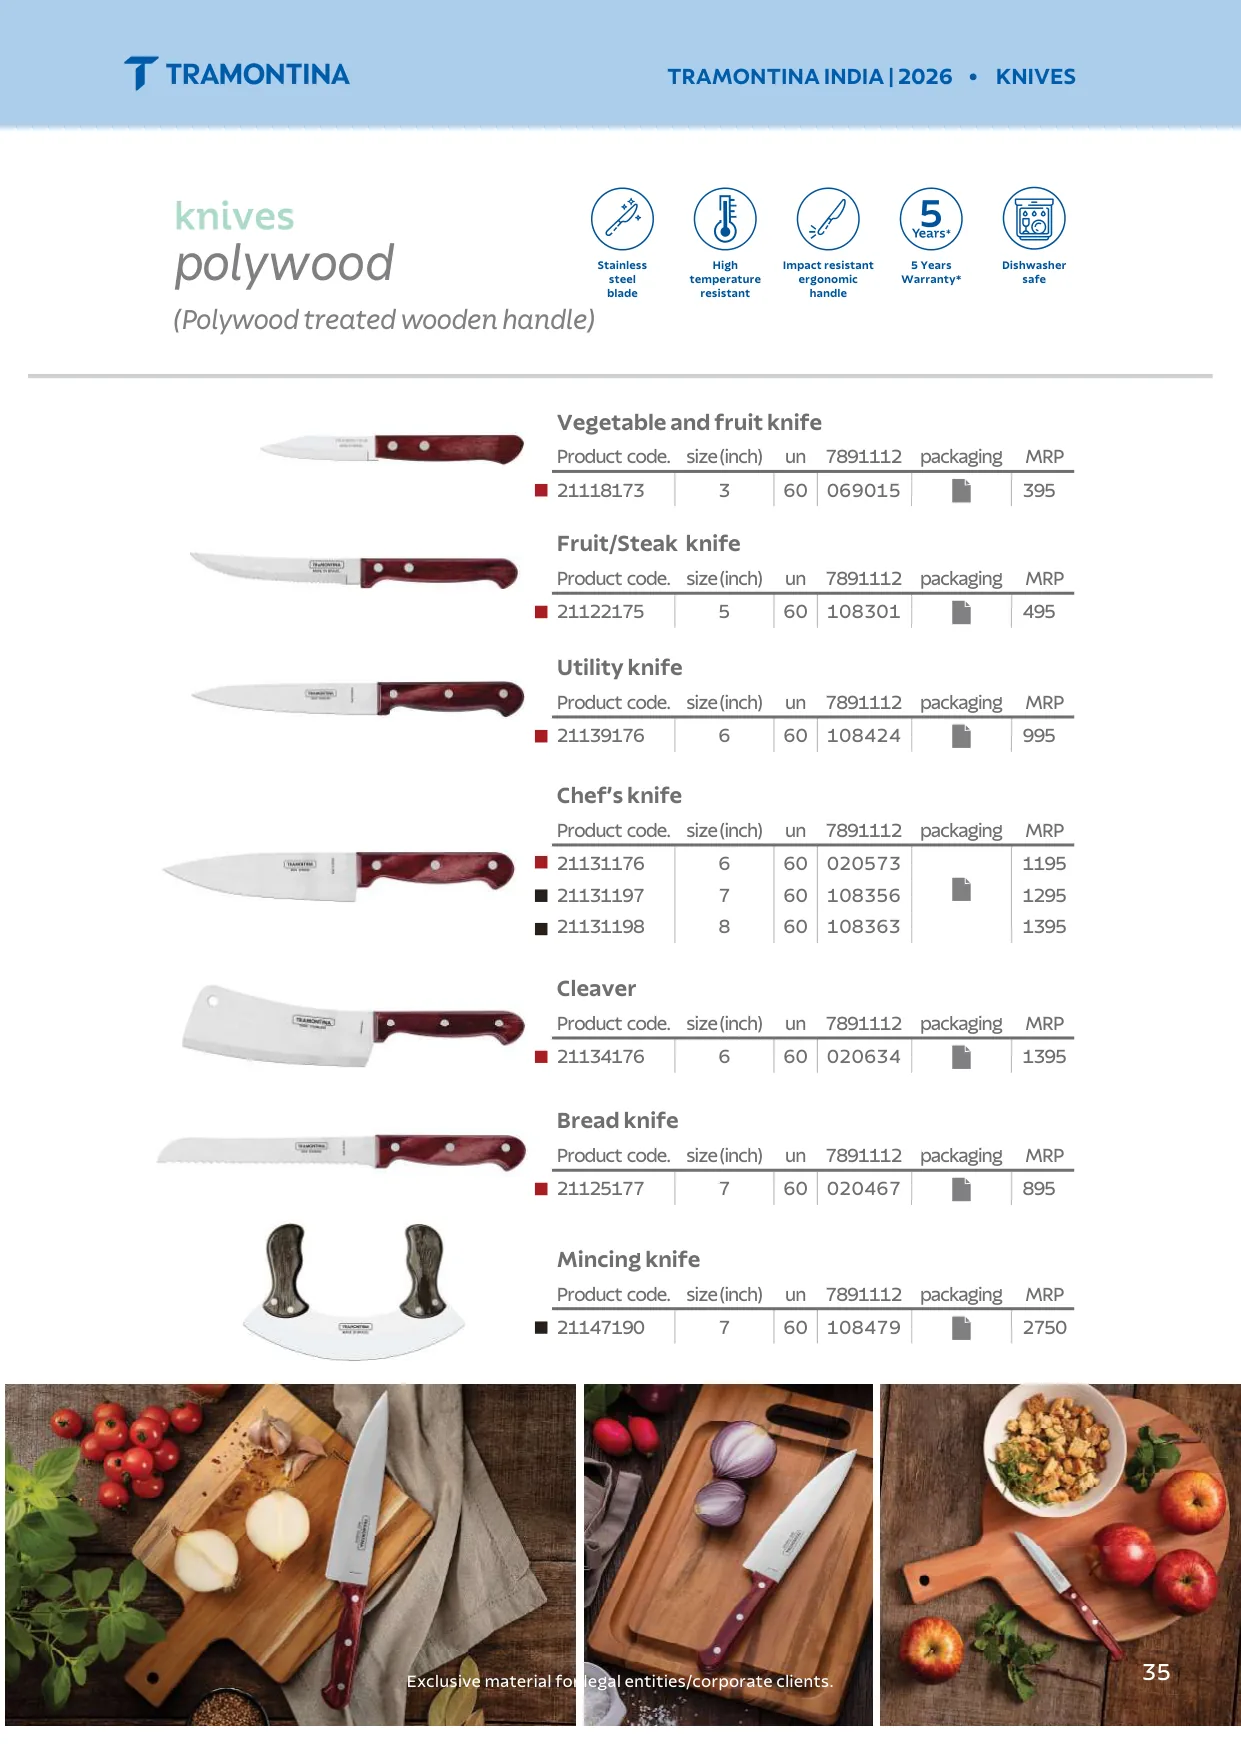 TRAMONTINA
TRAMONTINA INDIA | 2026 • KNIVES
knives
polywood
(Polywood treated wooden handle)
Stainless
steel
blade
High
temperature
resistant
Impact resistant
ergonomic
handle
5
Years*
5 Years
Warranty*
Dishwasher
safe
Vegetable and fruit knife
Product code. size (inch) un 7891112 packaging MRP
21118173 3 60 069015 395
Fruit/Steak knife
Product code. size (inch) un 7891112 packaging MRP
21122175 5 60 108301 495
TRAMONTINA
Utility knife
Product code. size (inch) un 7891112 packaging MRP
21139176 6 60 108424 995
TRAMONTINA
Chef's knife
Product code. size (inch) un 7891112 packaging MRP
21131176 6 60 020573 1195
21131197 7 60 108356 1295
21131198 8 60 108363 1395
TRAMONTINA
Cleaver
Product code. size (inch) un 7891112 packaging MRP
21134176 6 60 020634 1395
TRAMONTINA
Bread knife
Product code. size (inch) un 7891112 packaging MRP
21125177 7 60 020467 895
TRAMONTINA
Mincing knife
Product code. size (inch) un 7891112 packaging MRP
21147190 7 60 108479 2750
TRAMONTINA
TRAMONTINA
TRAMONTINA
Exclusive material for legal entities/corporate clients.
35